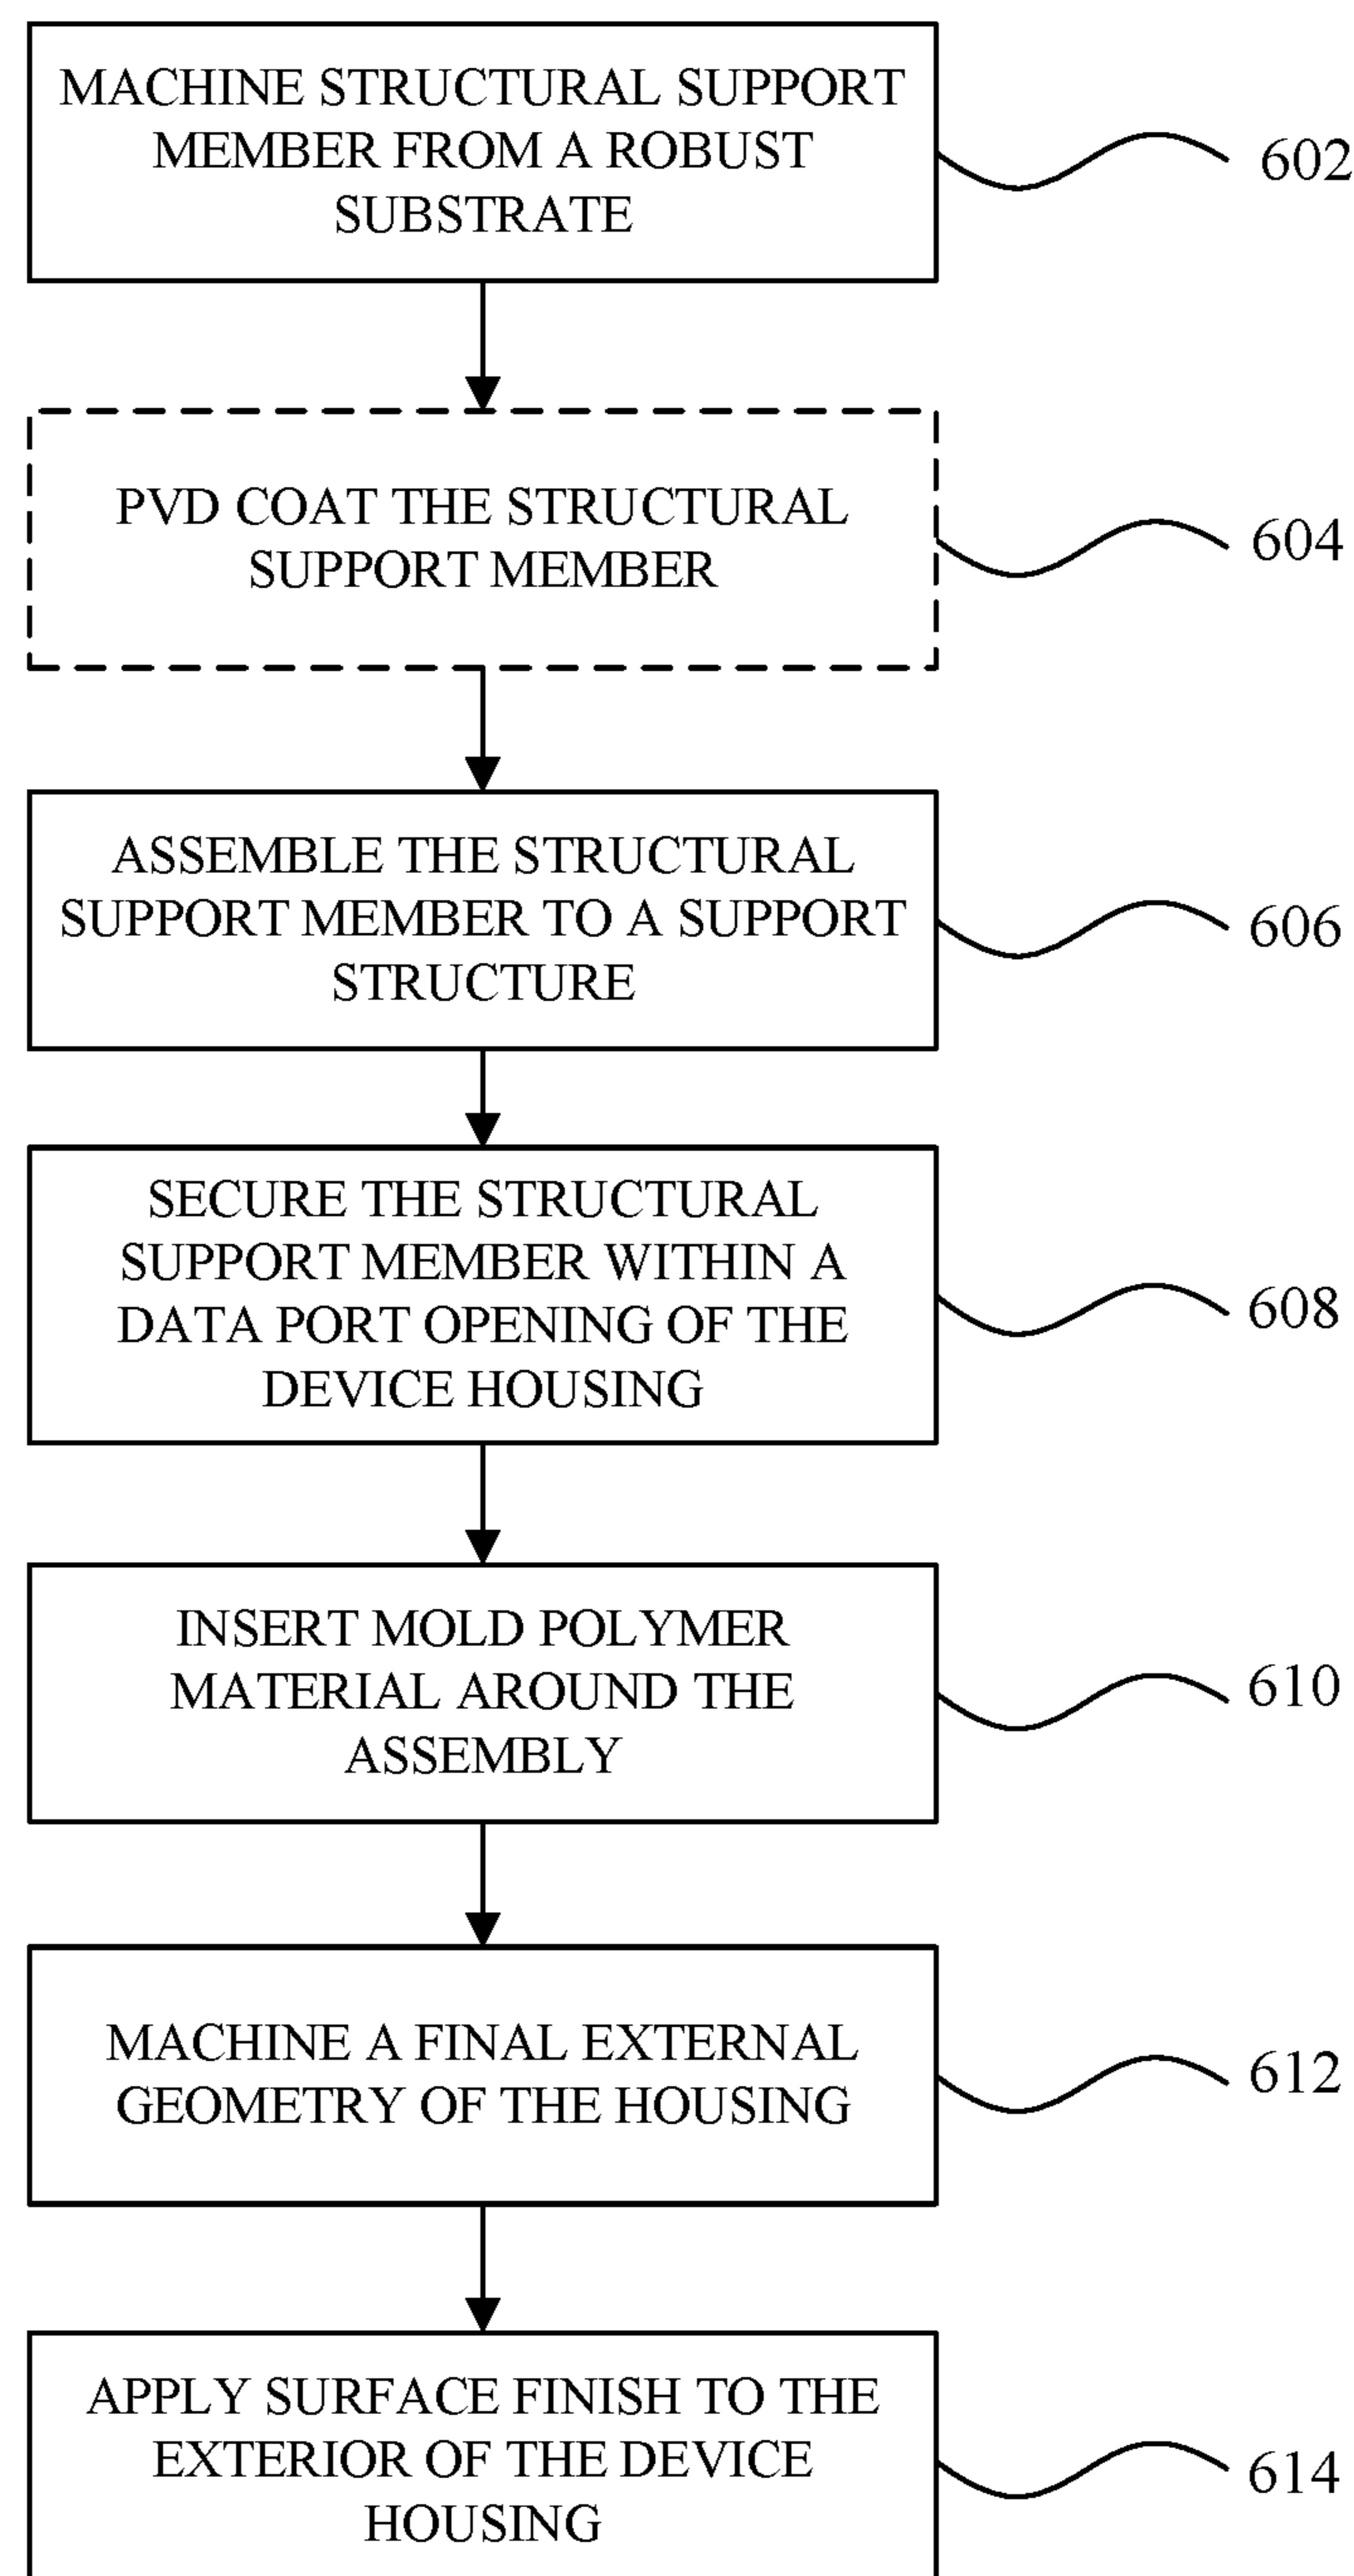 MACHINE STRUCTURAL SUPPORT
MEMBER FROM A ROBUST
SUBSTRATE
602
PVD COAT THE STRUCTURAL
SUPPORT MEMBER
604
ASSEMBLE THE STRUCTURAL
SUPPORT MEMBER TO A SUPPORT
STRUCTURE
606
SECURE THE STRUCTURAL
SUPPORT MEMBER WITHIN A
DATA PORT OPENING OF THE
DEVICE HOUSING
608
INSERT MOLD POLYMER
MATERIAL AROUND THE
ASSEMBLY
610
MACHINE A FINAL EXTERNAL
GEOMETRY OF THE HOUSING
612
APPLY SURFACE FINISH TO THE
EXTERIOR OF THE DEVICE
HOUSING
614